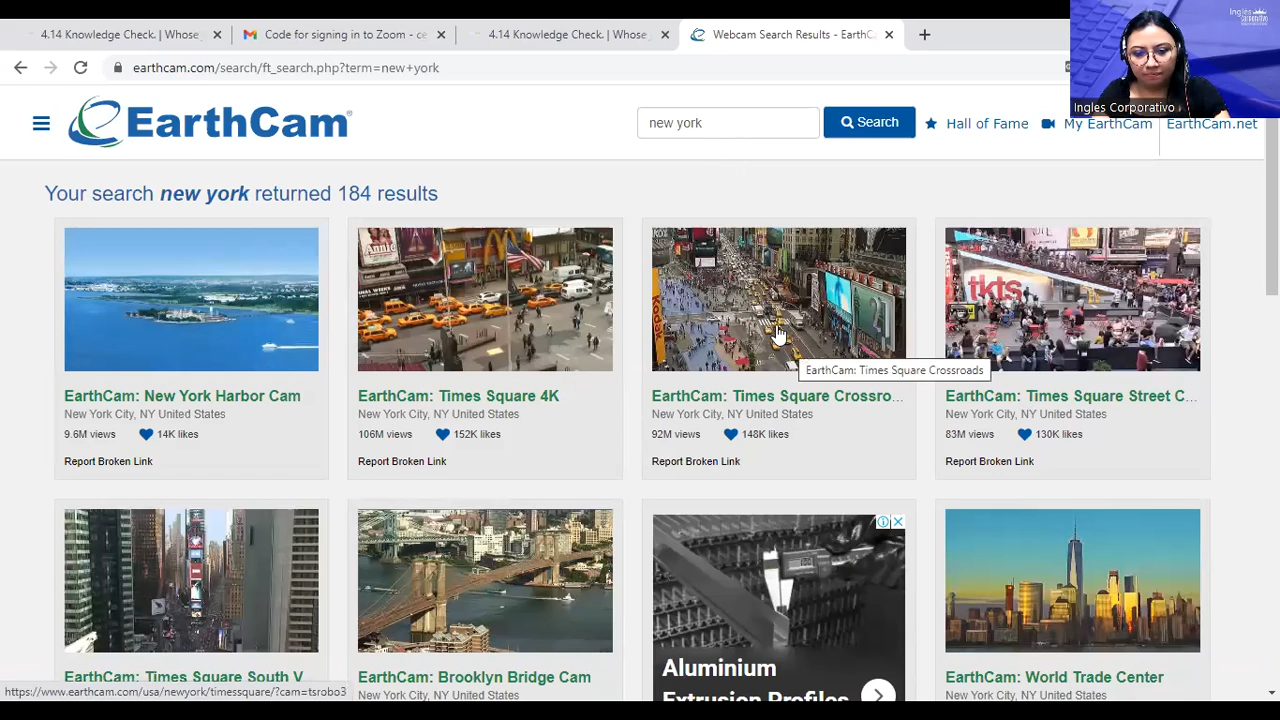 4.14 Knowledge Check. | Whose
Code for signing in to Zoom
4.14 Knowledge Check. | Whose
Webcam Search Results - EarthC
earthcam.com/search/ft_search.php?term=new+york
Ingles Corporativo
EarthCam
new york
Search
Hall of Fame
My EarthCam
EarthCam.net
Your search new york returned 184 results
tkts
EarthCam: Times Square Crossroads
EarthCam: New York Harbor Cam
New York City, NY United States
9.6M views 14K likes
Report Broken Link
EarthCam: Times Square 4K
New York City, NY United States
106M views 152K likes
Report Broken Link
EarthCam: Times Square Crossro...
New York City, NY United States
92M views 148K likes
Report Broken Link
EarthCam: Times Square Street C...
New York City, NY United States
83M views 130K likes
Report Broken Link
EarthCam: Times Square South V
EarthCam: Brooklyn Bridge Cam
New York City, NY United States
Aluminium
Extrusion Profiles
EarthCam: World Trade Center
New York City, NY United States
https://www.earthcam.com/usa/newyork/timessquare/?cam=tsrobo3